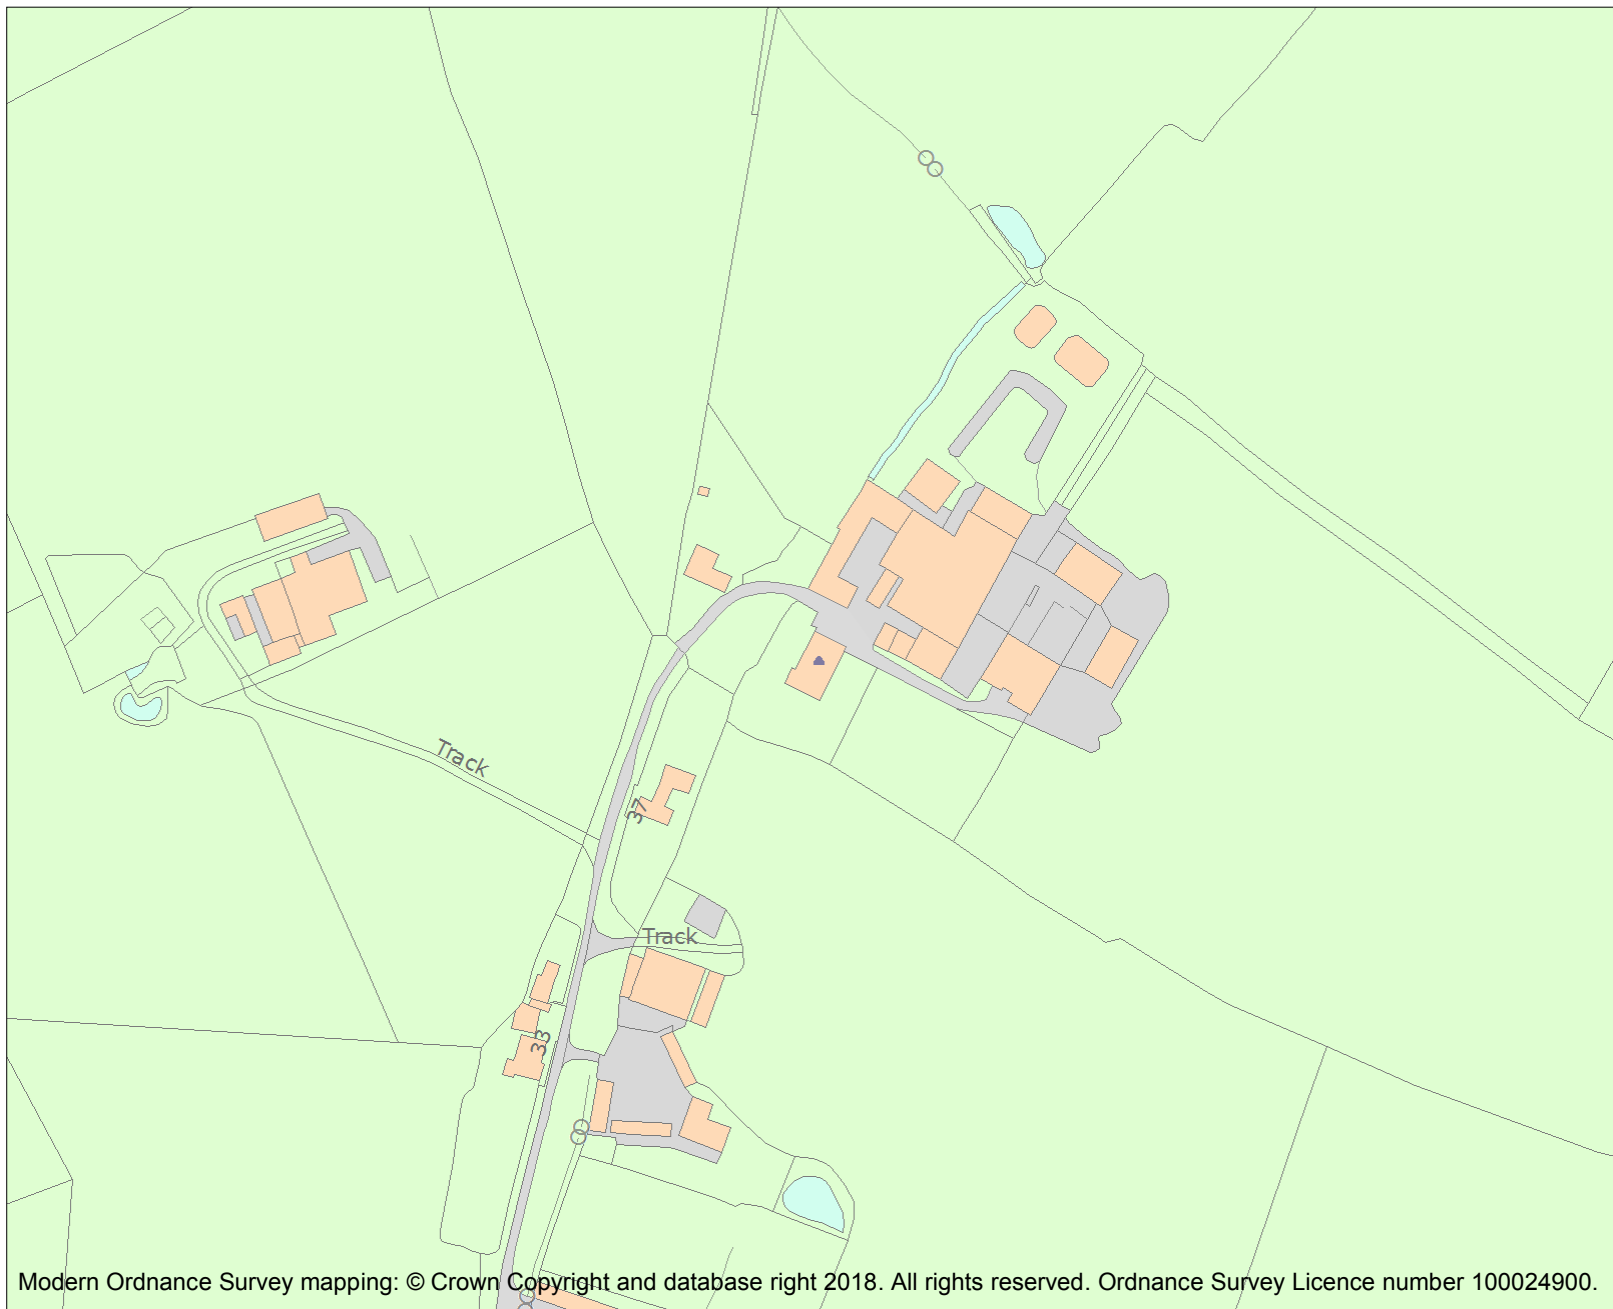 Track
37
Track
33
Modern Ordnance Survey mapping: © Crown Copyright and database right 2018. All rights reserved. Ordnance Survey Licence number 100024900.